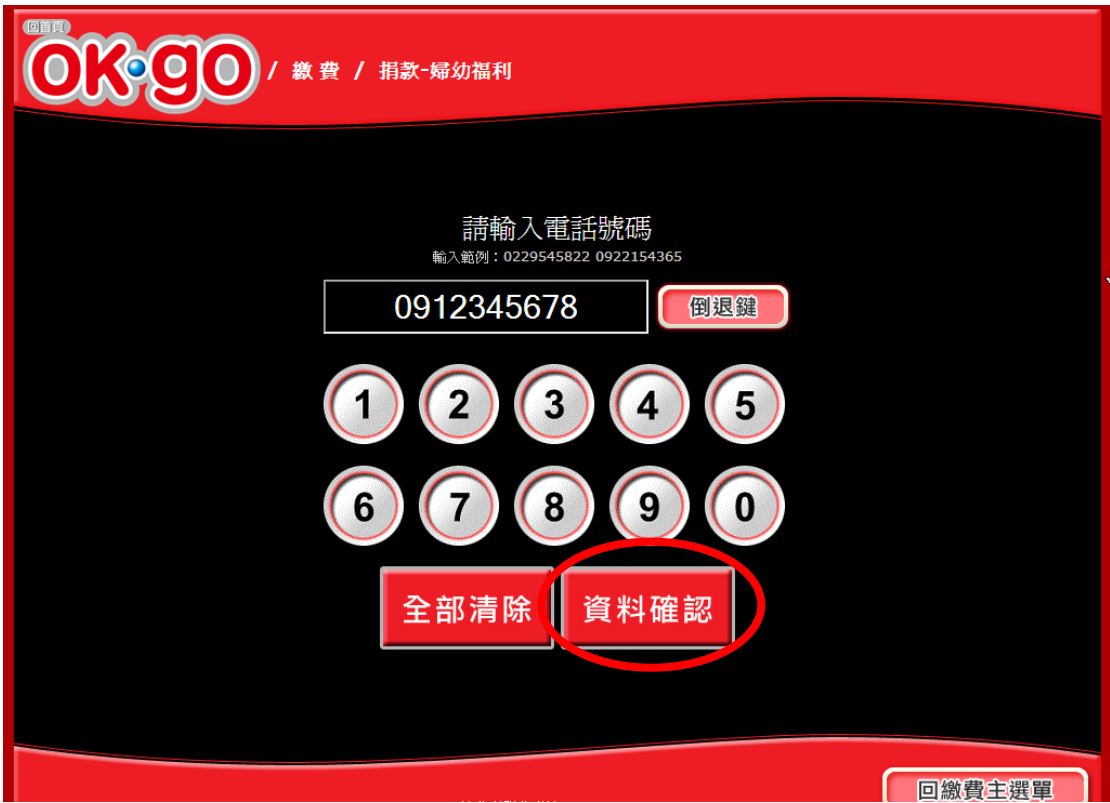 回首頁
OK·go / 繳 費 / 捐款-婦幼福利
請輸入電話號碼
輸入範例：0229545822 0922154365
0912345678 倒退鍵
1 2 3 4 5
6 7 8 9 0
全部清除 資料確認
回繳費主選單